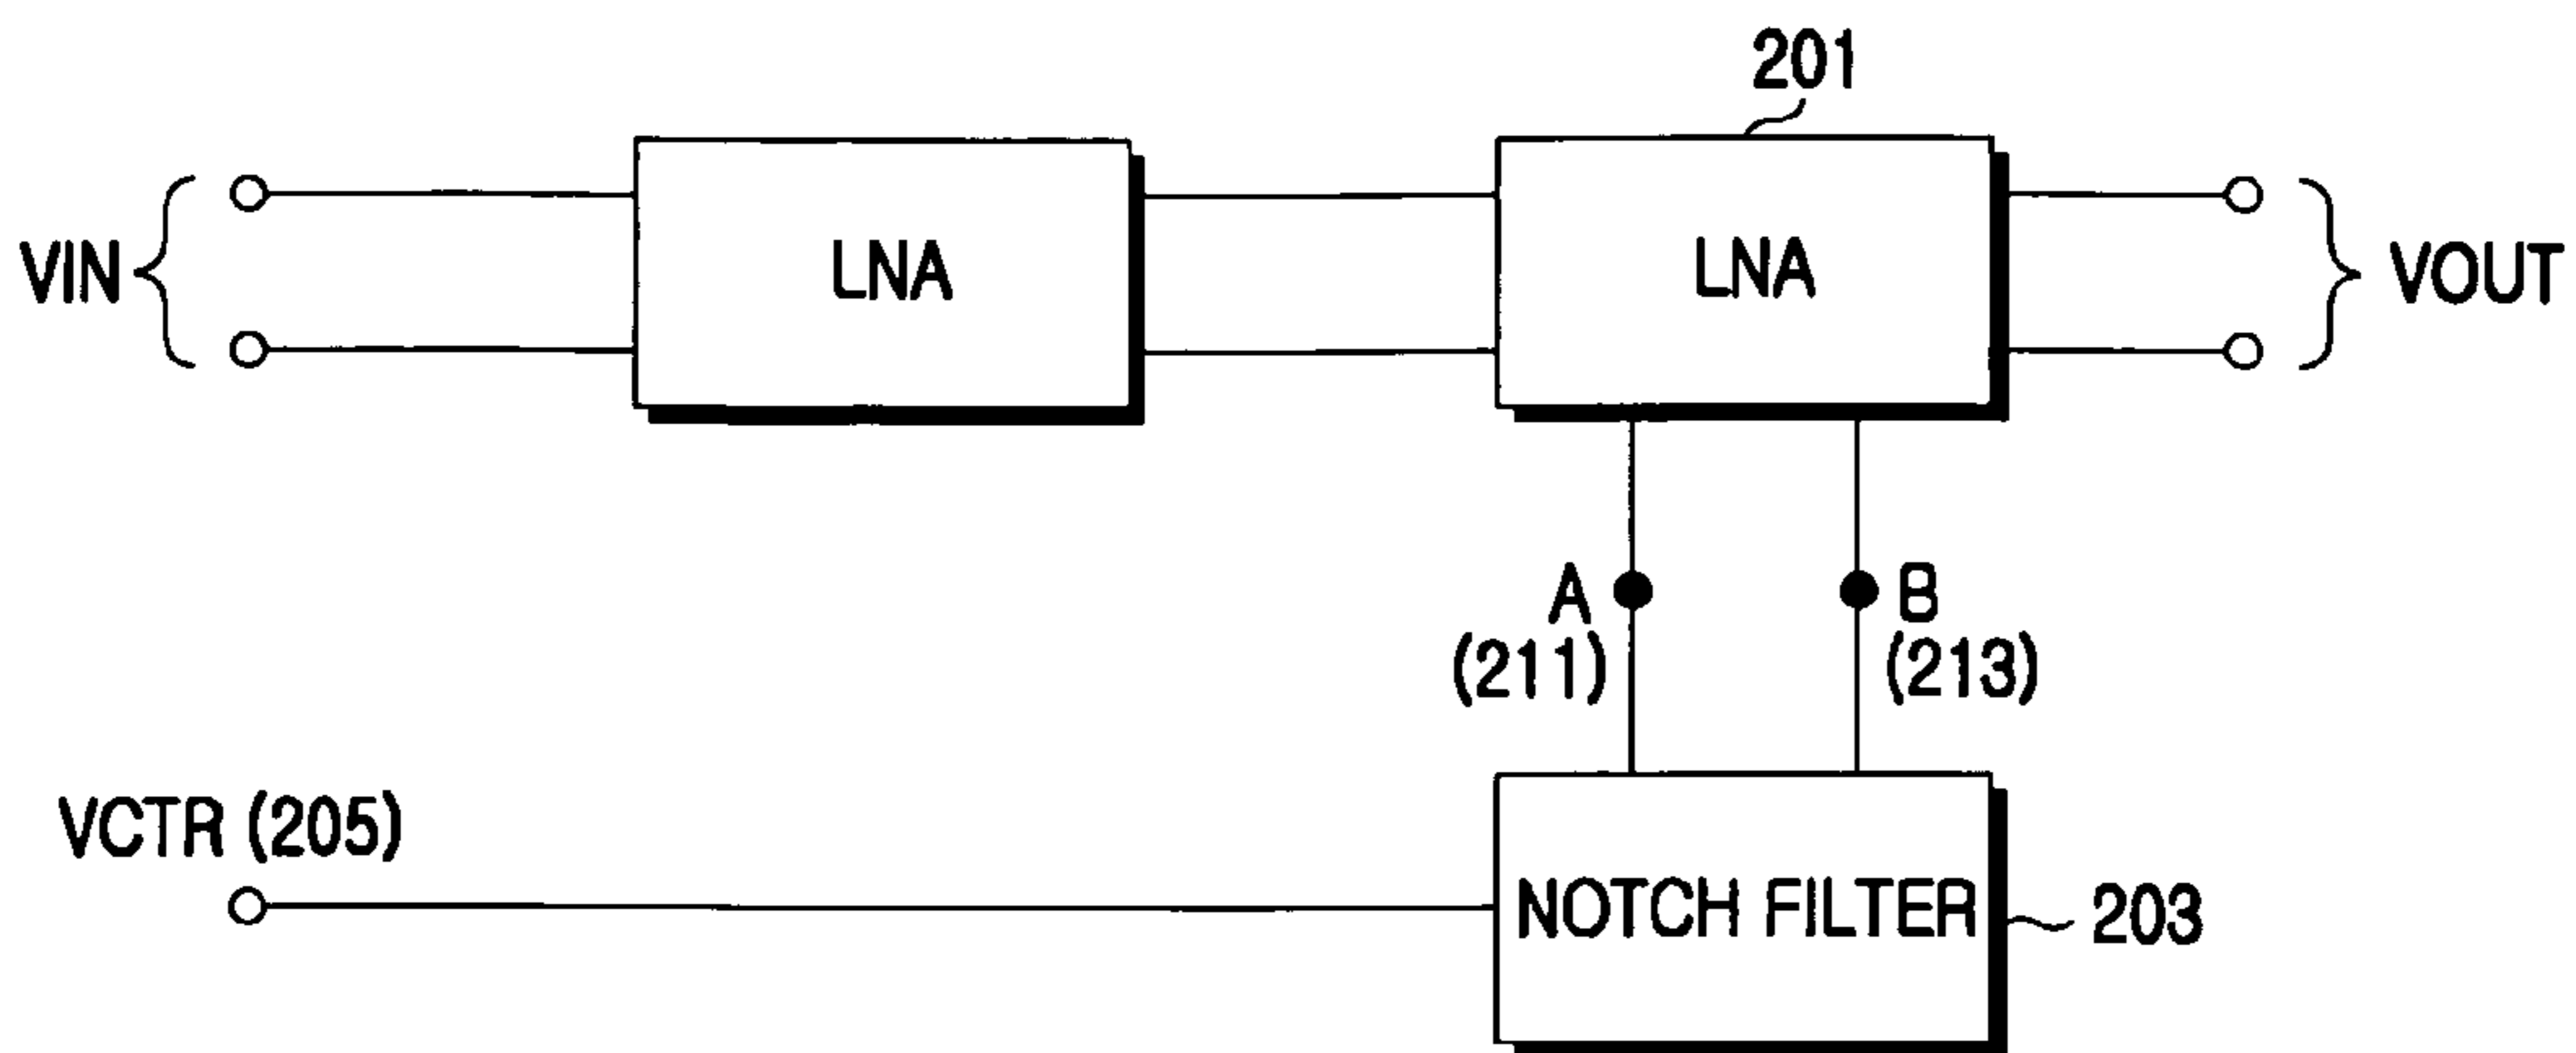 201
VIN
LNA
LNA
VOUT
A
(211)
B
(213)
VCTR (205)
NOTCH FILTER
203